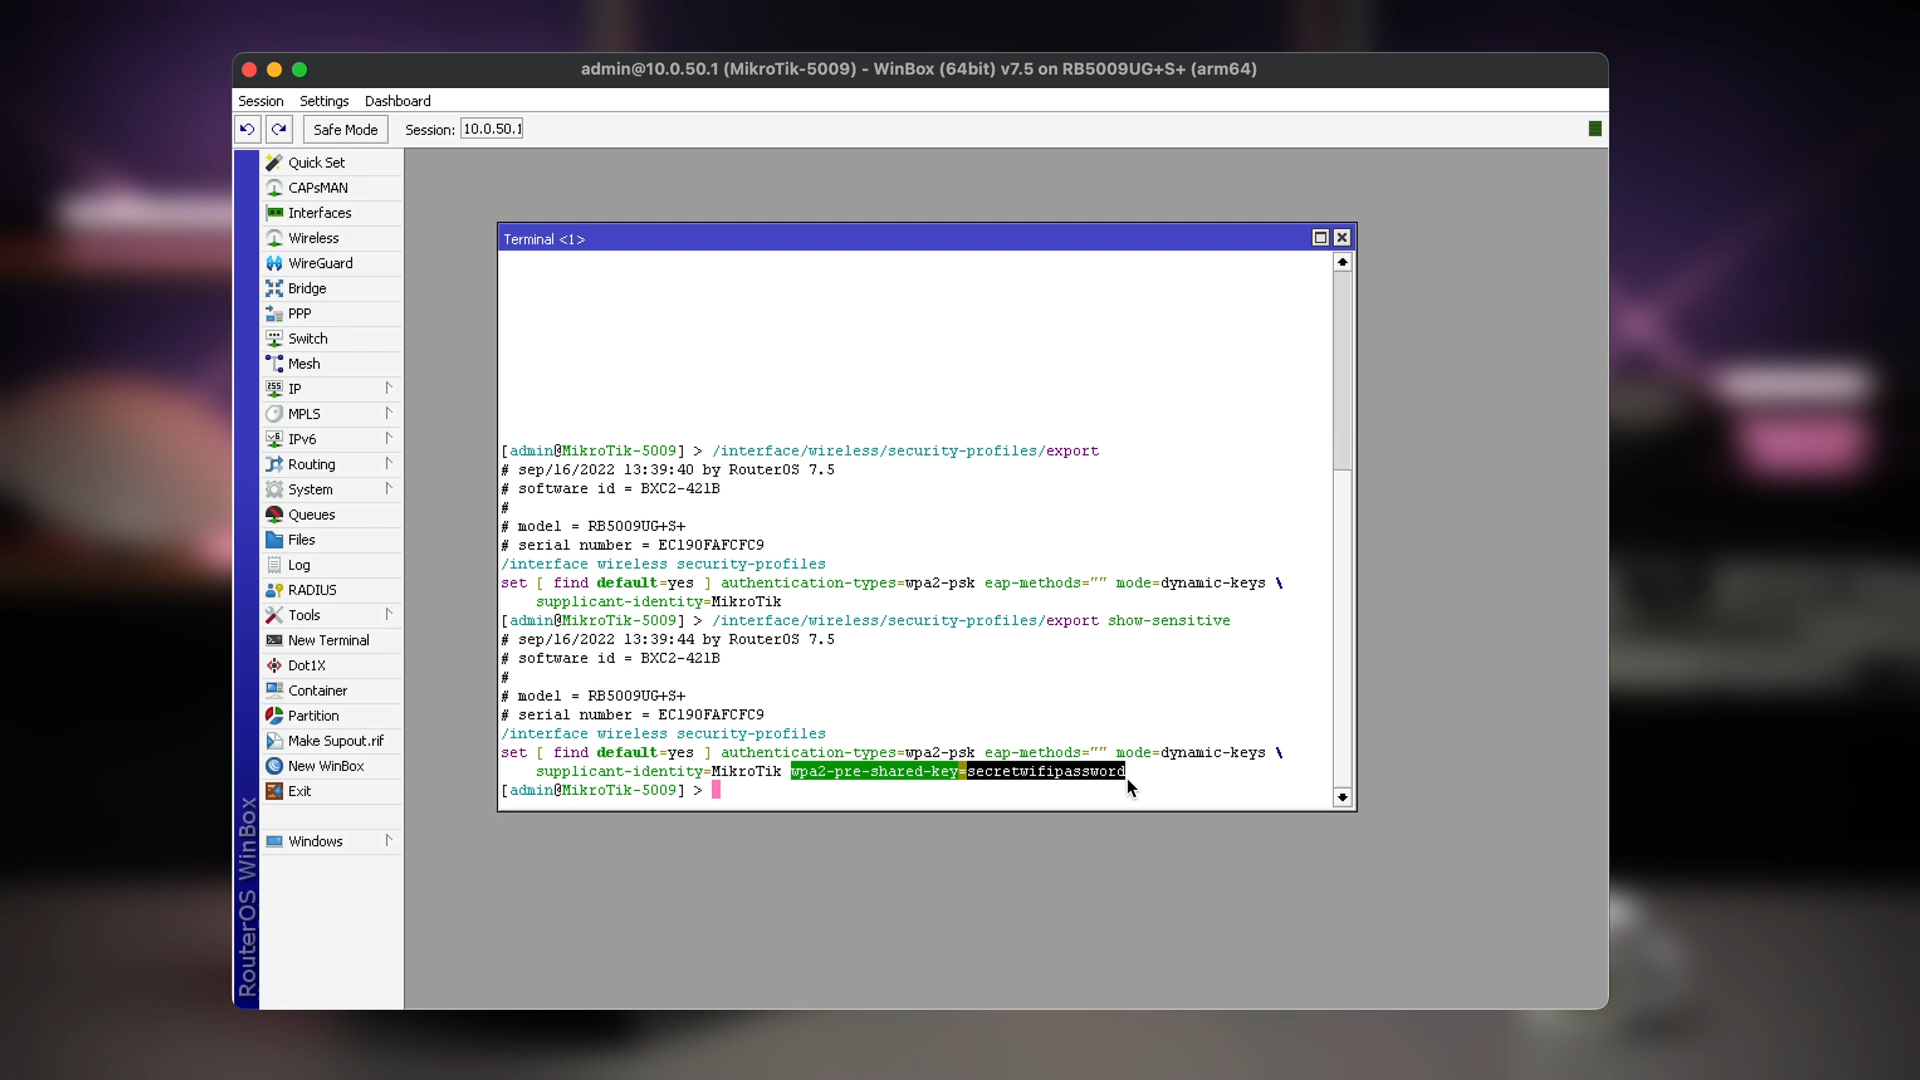 admin@10.0.50.1 (MikroTik-5009) - WinBox (64bit) v7.5 on RB5009UG+S+ (arm64)
Session Settings Dashboard
Safe Mode Session: 10.0.50.1
Quick Set
CAPsMAN
Interfaces
Wireless
WireGuard
Bridge
PPP
Switch
Mesh
IP
MPLS
IPv6
Routing
System
Queues
Files
Log
RADIUS
Tools
New Terminal
Dot1X
Container
Partition
Make Supout.rif
New WinBox
Exit
Windows
RouterOS WinBox
Terminal <1>
[admin@MikroTik-5009] > /interface/wireless/security-profiles/export
# sep/16/2022 13:39:40 by RouterOS 7.5
# software id = BXC2-421B
#
# model = RB5009UG+S+
# serial number = EC190FAFCFC9
/interface wireless security-profiles
set [ find default=yes ] authentication-types=wpa2-psk eap-methods="" mode=dynamic-keys \
supplicant-identity=MikroTik
[admin@MikroTik-5009] > /interface/wireless/security-profiles/export show-sensitive
# sep/16/2022 13:39:44 by RouterOS 7.5
# software id = BXC2-421B
#
# model = RB5009UG+S+
# serial number = EC190FAFCFC9
/interface wireless security-profiles
set [ find default=yes ] authentication-types=wpa2-psk eap-methods="" mode=dynamic-keys \
supplicant-identity=MikroTik wpa2-pre-shared-key=secretwifipassword
[admin@MikroTik-5009] >